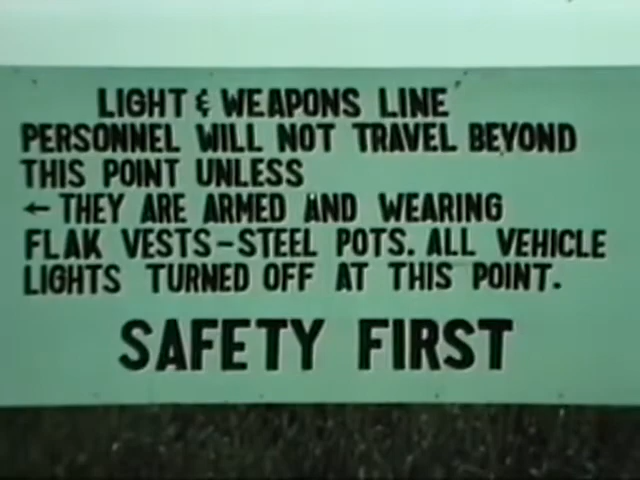 LIGHT & WEAPONS LINE
PERSONNEL WILL NOT TRAVEL BEYOND
THIS POINT UNLESS
← THEY ARE ARMED AND WEARING
FLAK VESTS-STEEL POTS. ALL VEHICLE
LIGHTS TURNED OFF AT THIS POINT.
SAFETY FIRST